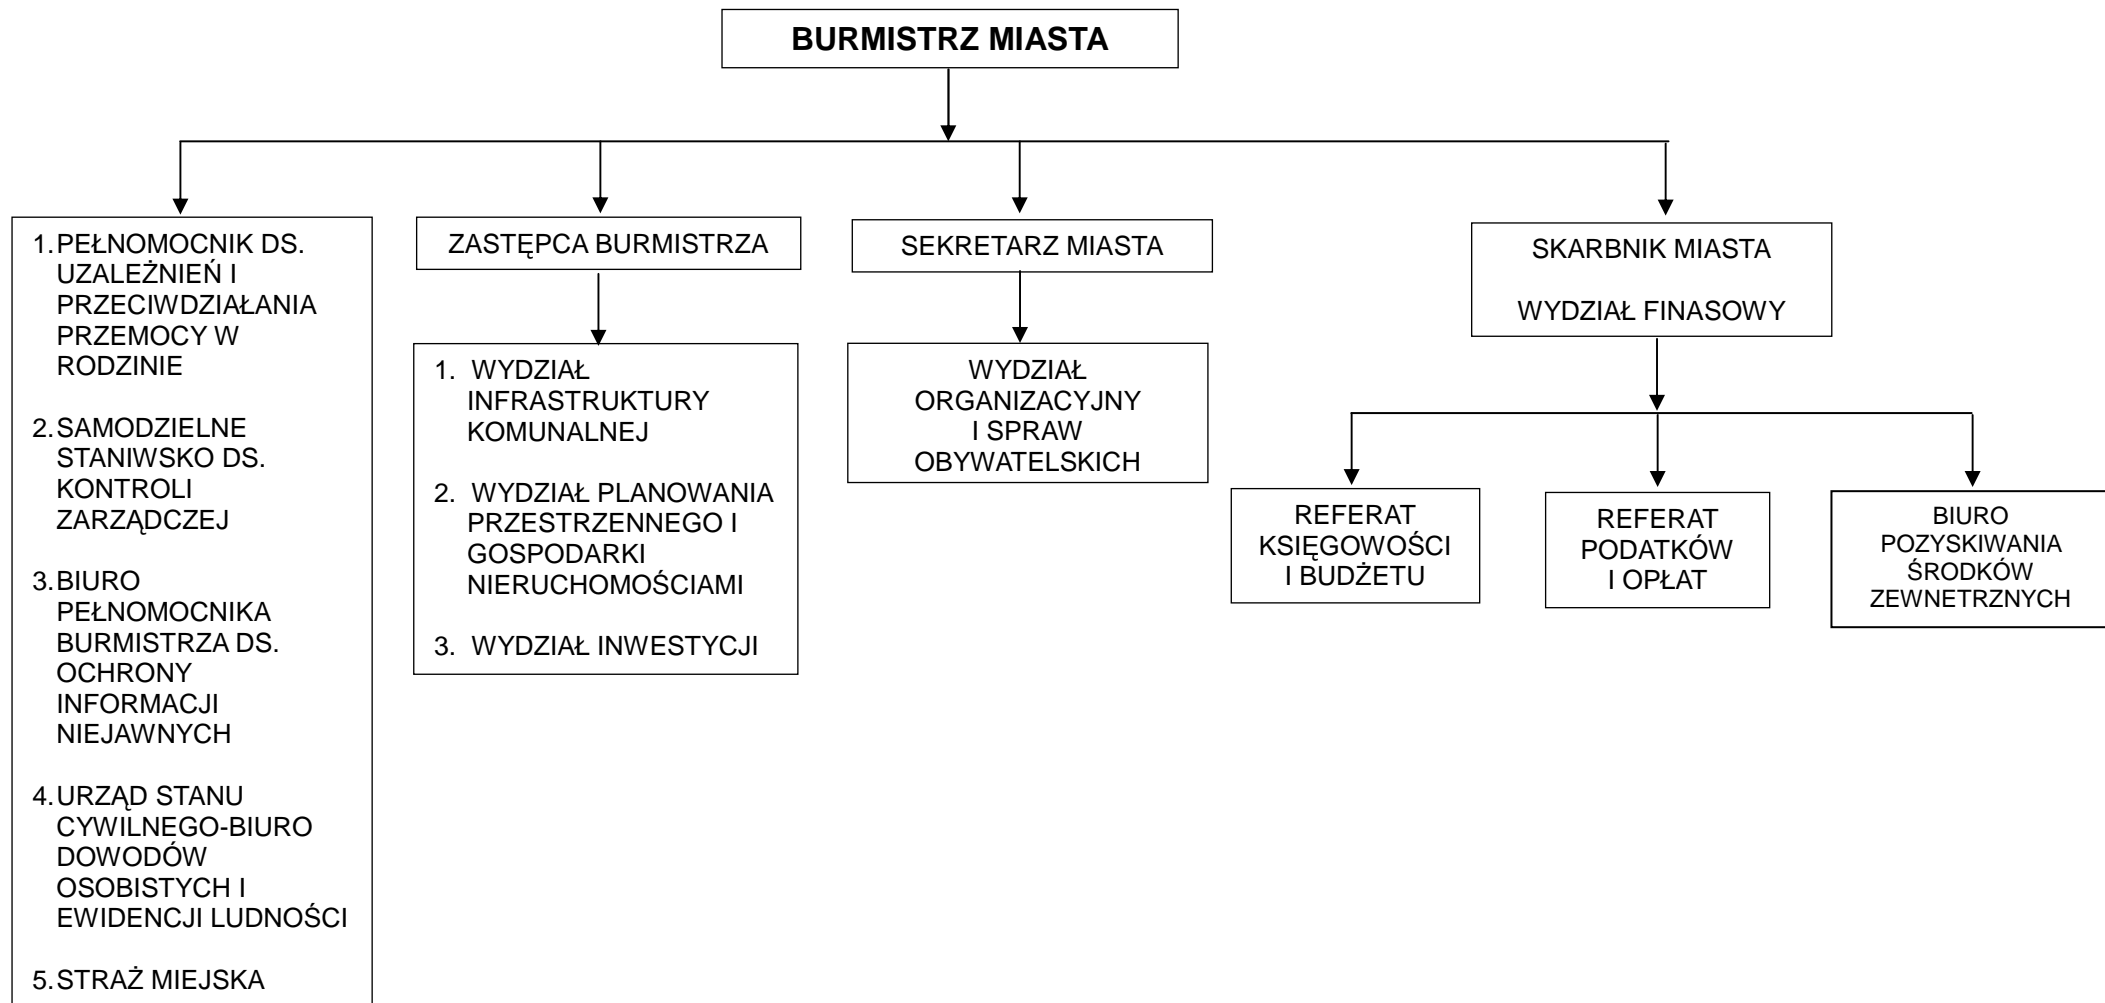 BURMISTRZ MIASTA
1. PEŁNOMOCNIK DS.
UZALEŻNIEŃ I
PRZECIWDZIAŁANIA
PRZEMOCY W
RODZINIE
2. SAMODZIELNE
STANIWSKO DS.
KONTROLI
ZARZĄDCZEJ
3. BIURO
PEŁNOMOCNIKA
BURMISTRZA DS.
OCHRONY
INFORMACJI
NIEJAWNYCH
4. URZĄD STANU
CYWILNEGO-BIURO
DOWODÓW
OSOBISTYCH I
EWIDENCJI LUDNOŚCI
5. STRAŻ MIEJSKA
ZASTĘPCA BURMISTRZA
1. WYDZIAŁ
INFRASTRUKTURY
KOMUNALNEJ
2. WYDZIAŁ PLANOWANIA
PRZESTRZENNEGO I
GOSPODARKI
NIERUCHOMOŚCIAMI
3. WYDZIAŁ INWESTYCJI
SEKRETARZ MIASTA
WYDZIAŁ
ORGANIZACYJNY
I SPRAW
OBYWATELSKICH
SKARBNIK MIASTA
WYDZIAŁ FINASOWY
REFERAT
KSIĘGOWOŚCI
I BUDŻETU
REFERAT
PODATKÓW
I OPŁAT
BIURO
POZYSKIWANIA
ŚRODKÓW
ZEWNETRZNYCH